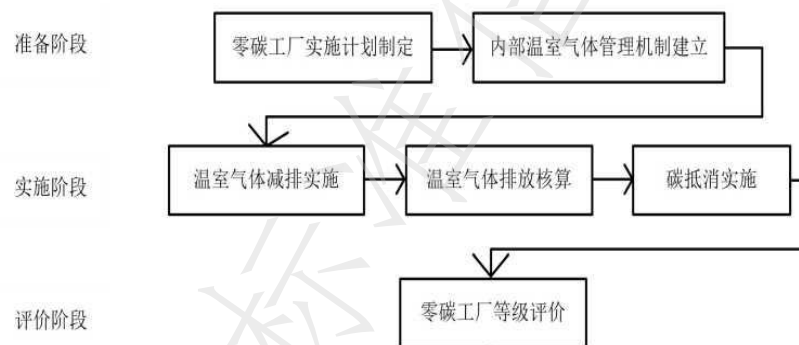 准备阶段
零碳工厂实施计划制定
内部温室气体管理机制建立
实施阶段
温室气体减排实施
温室气体排放核算
碳抵消实施
评价阶段
零碳工厂等级评价
标准